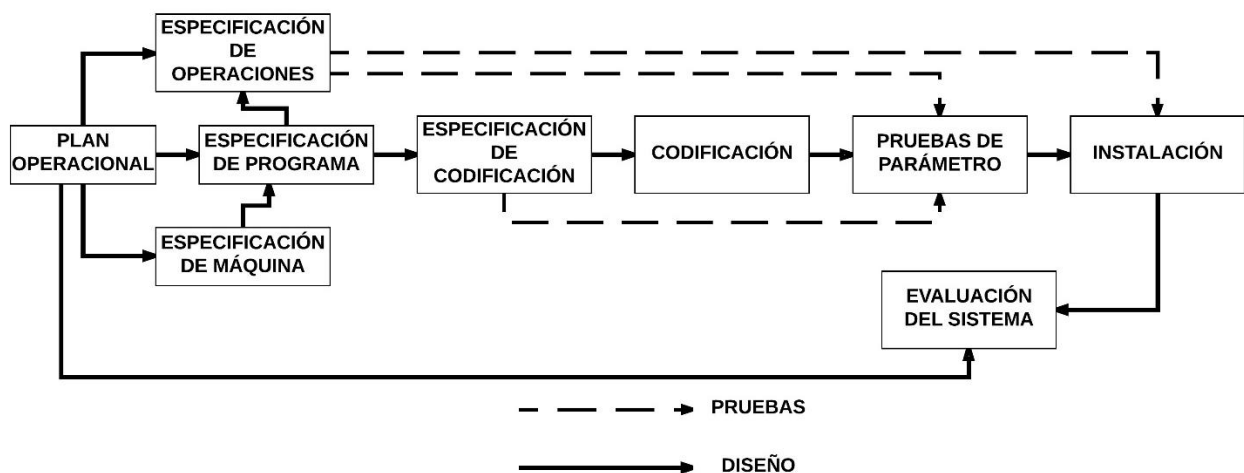 ESPECIFICACIÓN
DE
OPERACIONES
PLAN
OPERACIONAL
ESPECIFICACIÓN
DE PROGRAMA
ESPECIFICACIÓN
DE
CODIFICACIÓN
CODIFICACIÓN
PRUEBAS DE
PARÁMETRO
INSTALACIÓN
ESPECIFICACIÓN
DE MÁQUINA
EVALUACIÓN
DEL SISTEMA
PRUEBAS
DISEÑO